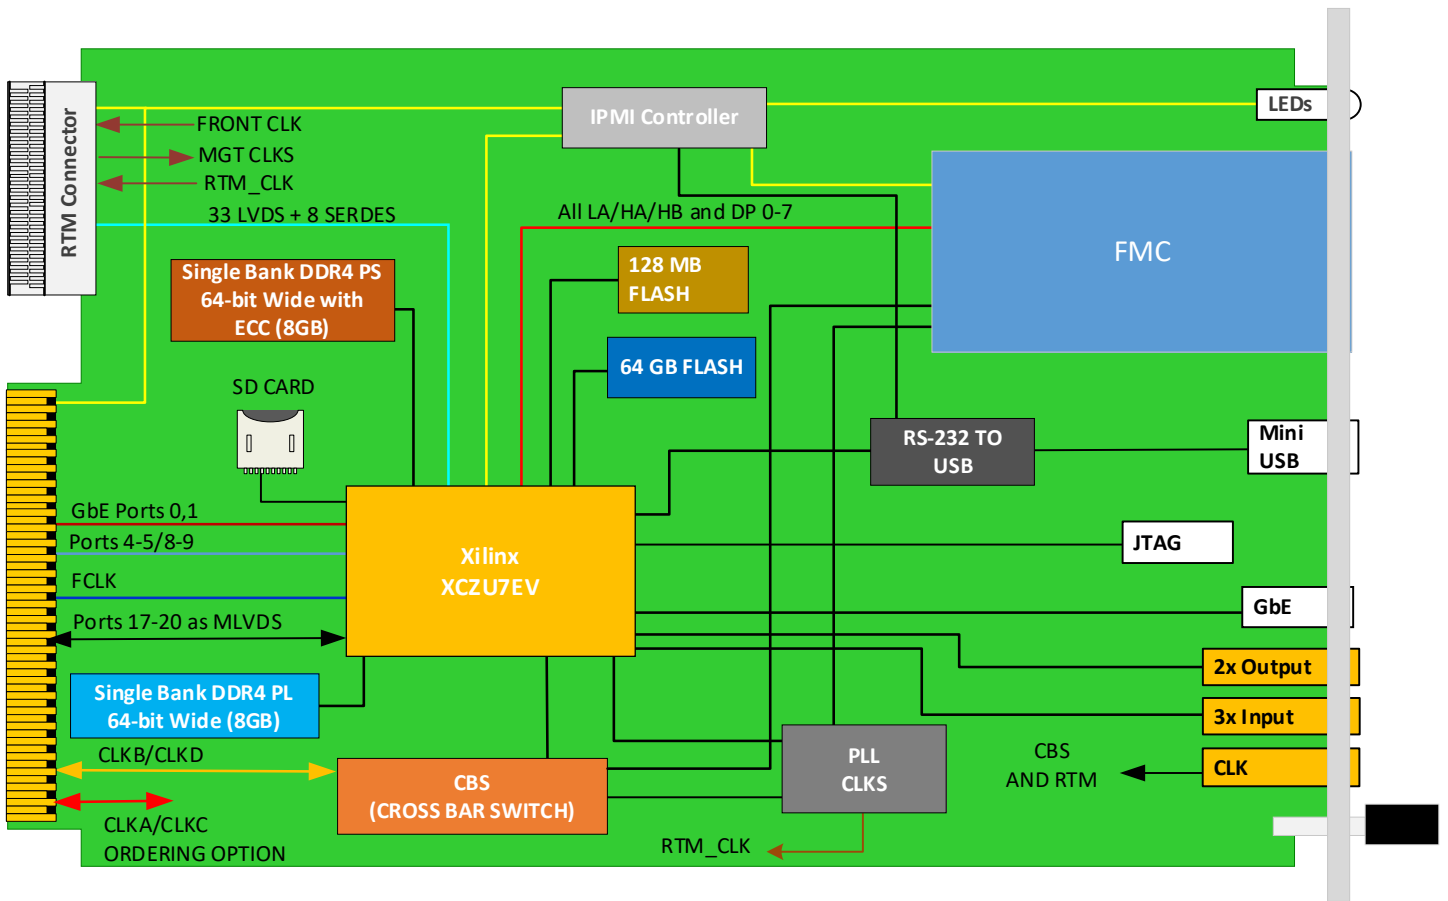 LEDs
IPMI Controller
FRONT CLK
MGT CLKS
RTM_CLK
RTM Connector
33 LVDS + 8 SERDES
All LA/HA/HB and DP 0-7
FMC
Single Bank DDR4 PS
64-bit Wide with
ECC (8GB)
128 MB
FLASH
64 GB FLASH
SD CARD
RS-232 TO
USB
Mini
USB
GbE Ports 0,1
Ports 4-5/8-9
FCLK
Ports 17-20 as MLVDS
Xilinx
XCZU7EV
JTAG
GbE
2x Output
3x Input
CLK
Single Bank DDR4 PL
64-bit Wide (8GB)
CLKB/CLKD
CBS
(CROSS BAR SWITCH)
PLL
CLKS
CBS
AND RTM
CLKA/CLKC
ORDERING OPTION
RTM_CLK